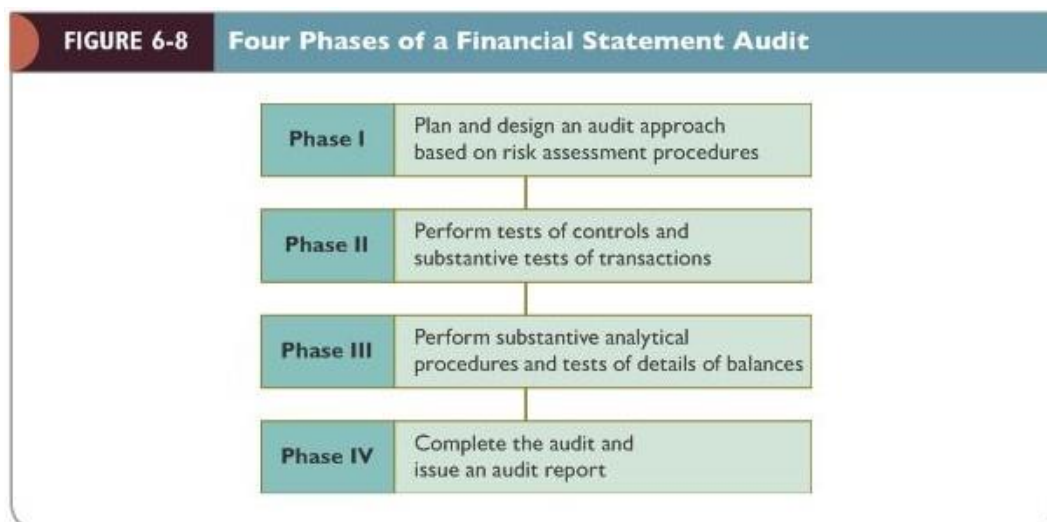 FIGURE 6-8 Four Phases of a Financial Statement Audit
Phase I
Plan and design an audit approach
based on risk assessment procedures
Phase II
Perform tests of controls and
substantive tests of transactions
Phase III
Perform substantive analytical
procedures and tests of details of balances
Phase IV
Complete the audit and
issue an audit report